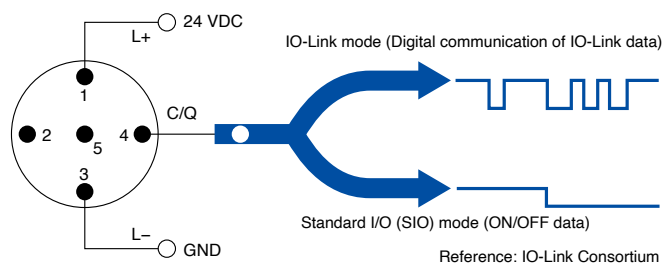 24 VDC
L+
IO-Link mode (Digital communication of IO-Link data)
1
C/Q
2
5
4
3
Standard I/O (SIO) mode (ON/OFF data)
L−
GND
Reference: IO-Link Consortium